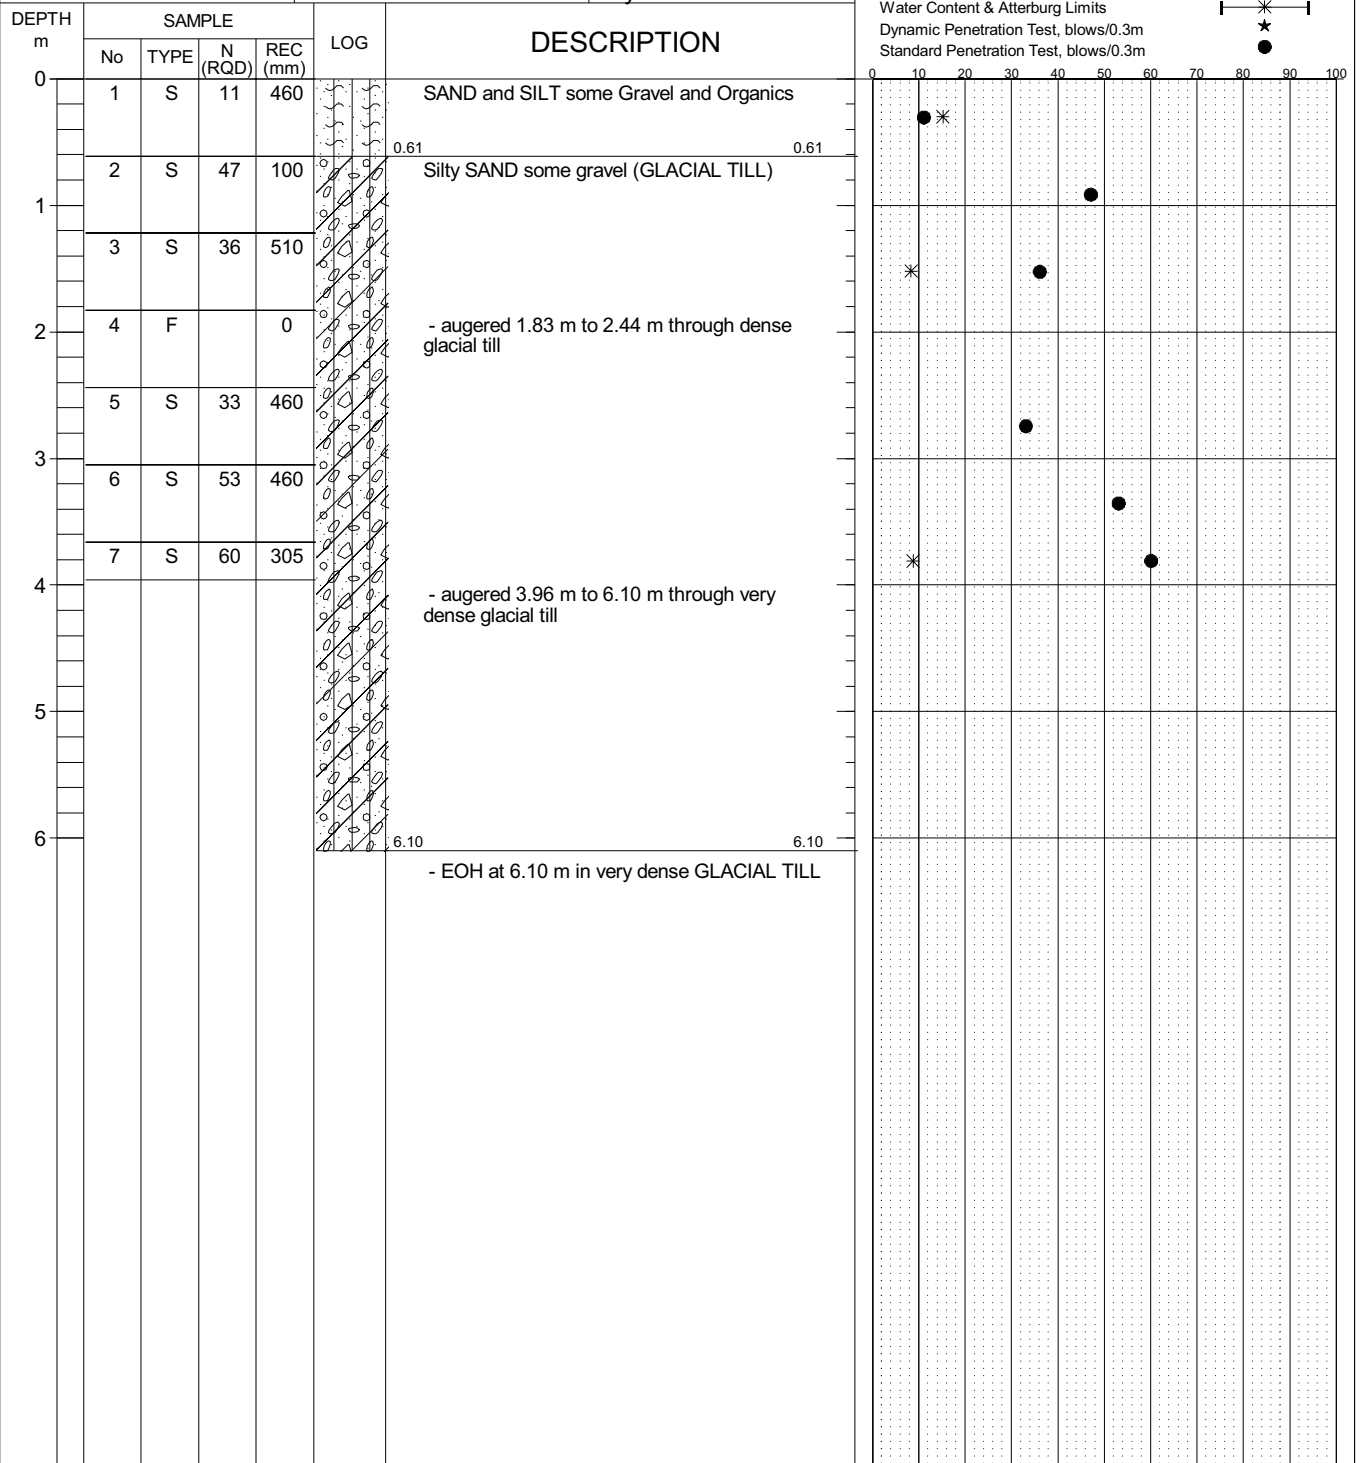 Water Content & Atterburg Limits
Dynamic Penetration Test, blows/0.3m
Standard Penetration Test, blows/0.3m
DEPTH
m
SAMPLE
No TYPE N (RQD) REC (mm)
LOG
DESCRIPTION
0 10 20 30 40 50 60 70 80 90 100
0
1 S 11 460 SAND and SILT some Gravel and Organics
0.61 0.61
2 S 47 100 Silty SAND some gravel (GLACIAL TILL)
1
3 S 36 510
2
4 F 0 - augered 1.83 m to 2.44 m through dense
glacial till
5 S 33 460
3
6 S 53 460
7 S 60 305
4
- augered 3.96 m to 6.10 m through very
dense glacial till
5
6
6.10 6.10
- EOH at 6.10 m in very dense GLACIAL TILL